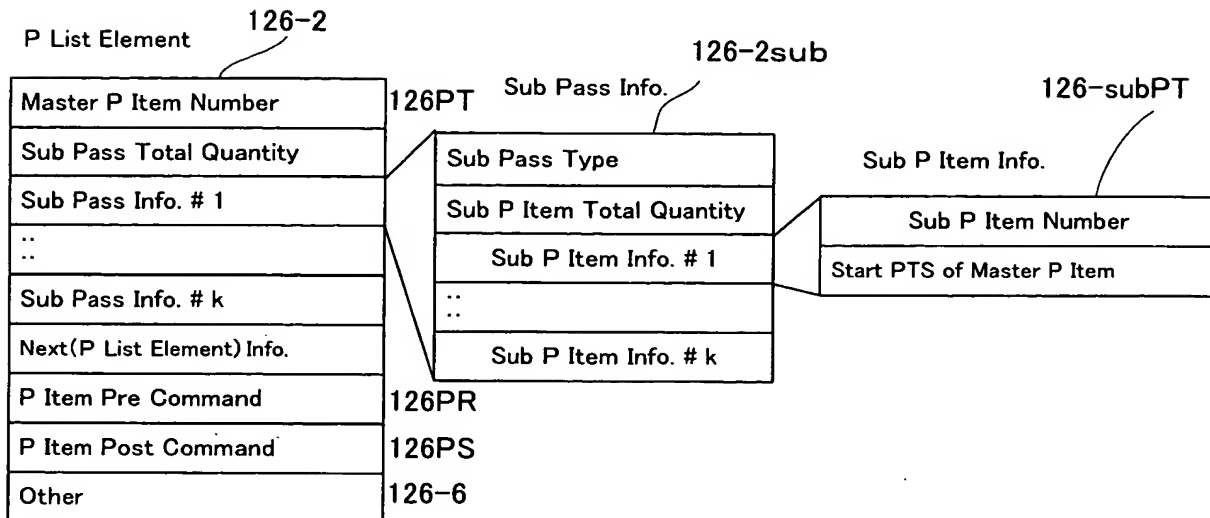 P List Element
126-2
Master P Item Number
126PT
Sub Pass Total Quantity
Sub Pass Info. # 1
::
Sub Pass Info. # k
Next(P List Element) Info.
P Item Pre Command
126PR
P Item Post Command
126PS
Other
126-6
Sub Pass Info.
126-2sub
Sub Pass Type
Sub P Item Total Quantity
Sub P Item Info. # 1
::
Sub P Item Info. # k
Sub P Item Info.
126-subPT
Sub P Item Number
Start PTS of Master P Item